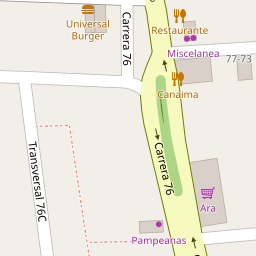 Universal
Burger
Carrera 76
Restaurante
Miscelanea
77-73
Canaima
Carrera 76
Transversal 76C
Ara
Pampeanas